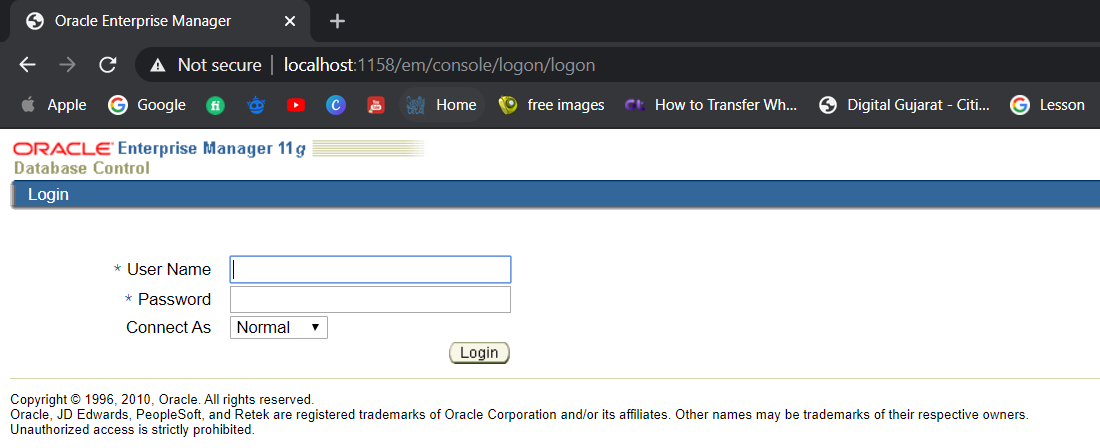 Oracle Enterprise Manager
Not secure | localhost:1158/em/console/logon/logon
Apple Google Home free images How to Transfer Wh... Digital Gujarat - Citi... Lesson
ORACLE Enterprise Manager 11g
Database Control
Login
* User Name
* Password
Connect As Normal
Login
Copyright © 1996, 2010, Oracle. All rights reserved.
Oracle, JD Edwards, PeopleSoft, and Retek are registered trademarks of Oracle Corporation and/or its affiliates. Other names may be trademarks of their respective owners.
Unauthorized access is strictly prohibited.